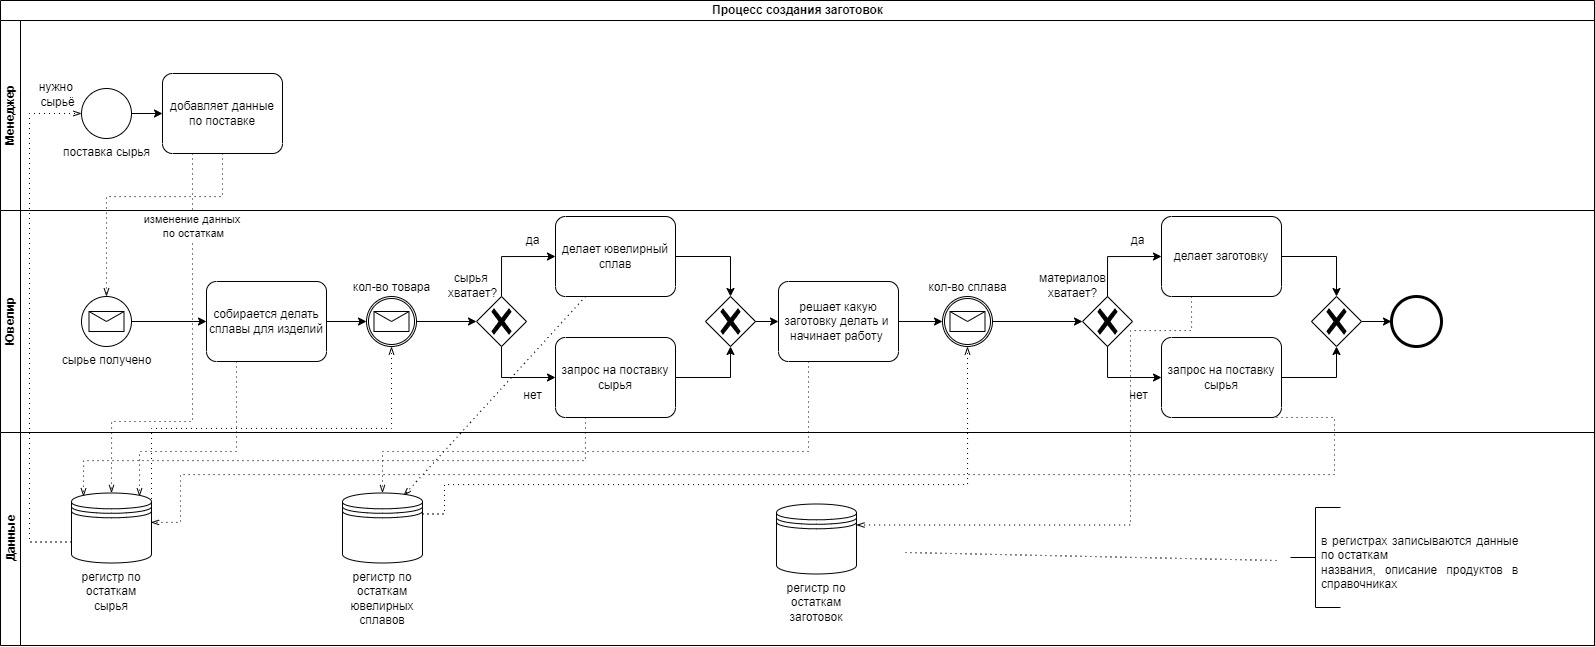 Процесс создания заготовок
Менеджер
нужно
сырьё
поставка сырья
добавляет данные
по поставке
изменение данных
по остаткам
Ювелир
сырье получено
собирается делать
сплавы для изделий
кол-во товара
сырья
хватает?
да
нет
делает ювелирный
сплав
запрос на поставку
сырья
решает какую
заготовку делать и
начинает работу
кол-во сплава
материалов
хватает?
да
нет
делает заготовку
запрос на поставку
сырья
Данные
регистр по
остаткам
сырья
регистр по
остаткам
ювелирных
сплавов
регистр по
остаткам
заготовок
в регистрах записываются данные
по остаткам
названия, описание продуктов в
справочниках